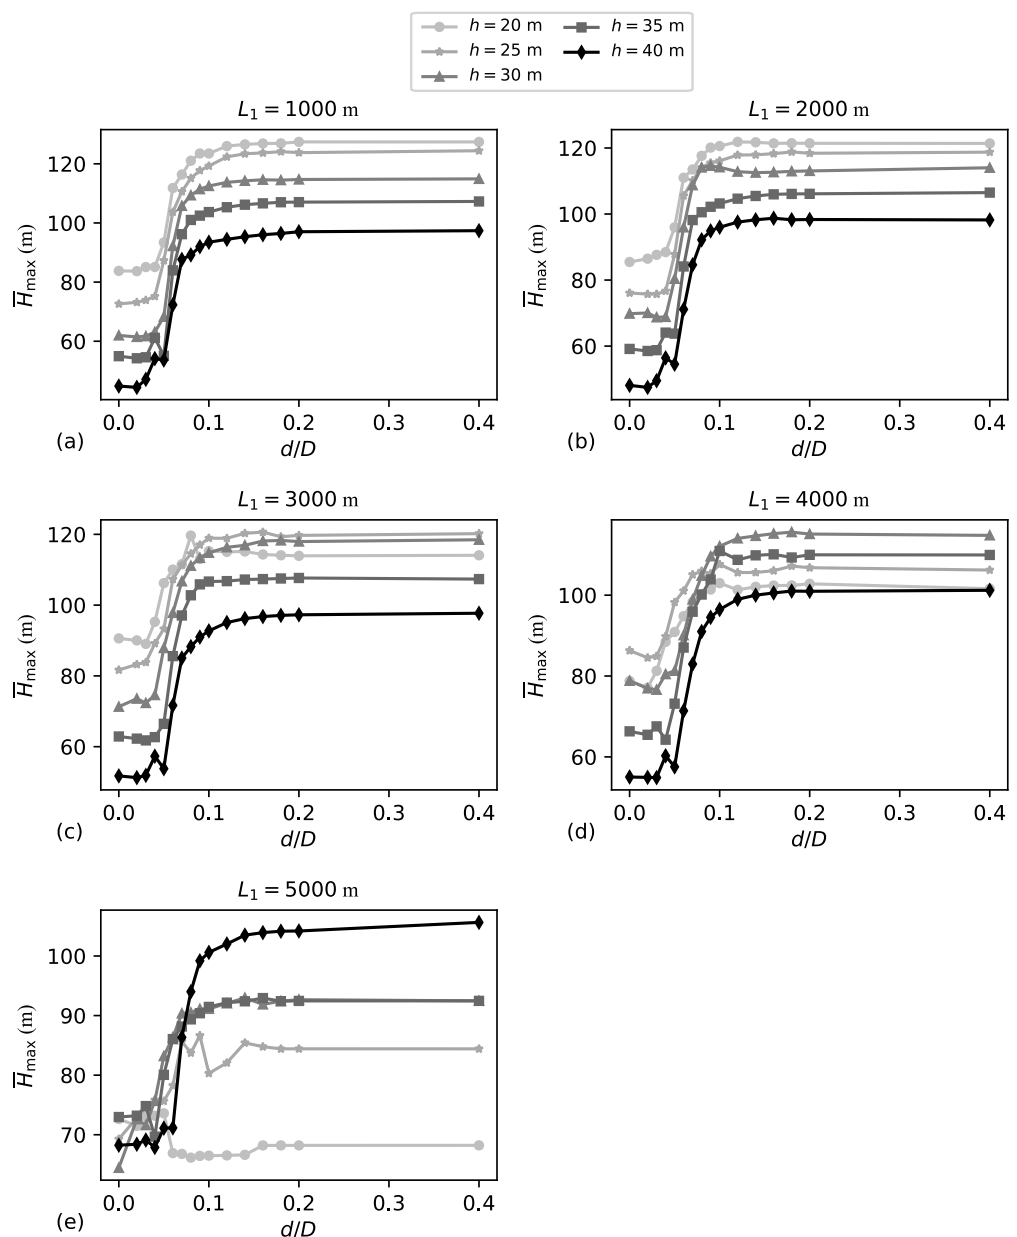 h = 20 m
h = 25 m
h = 30 m
h = 35 m
h = 40 m
L₁ = 1000 m
120
100
80
60
H̅max (m)
0.0 0.1 0.2 0.3 0.4
d/D
(a)
L₁ = 2000 m
120
100
80
60
H̅max (m)
0.0 0.1 0.2 0.3 0.4
d/D
(b)
L₁ = 3000 m
120
100
80
60
H̅max (m)
0.0 0.1 0.2 0.3 0.4
d/D
(c)
L₁ = 4000 m
100
80
60
H̅max (m)
0.0 0.1 0.2 0.3 0.4
d/D
(d)
L₁ = 5000 m
100
90
80
70
H̅max (m)
0.0 0.1 0.2 0.3 0.4
d/D
(e)